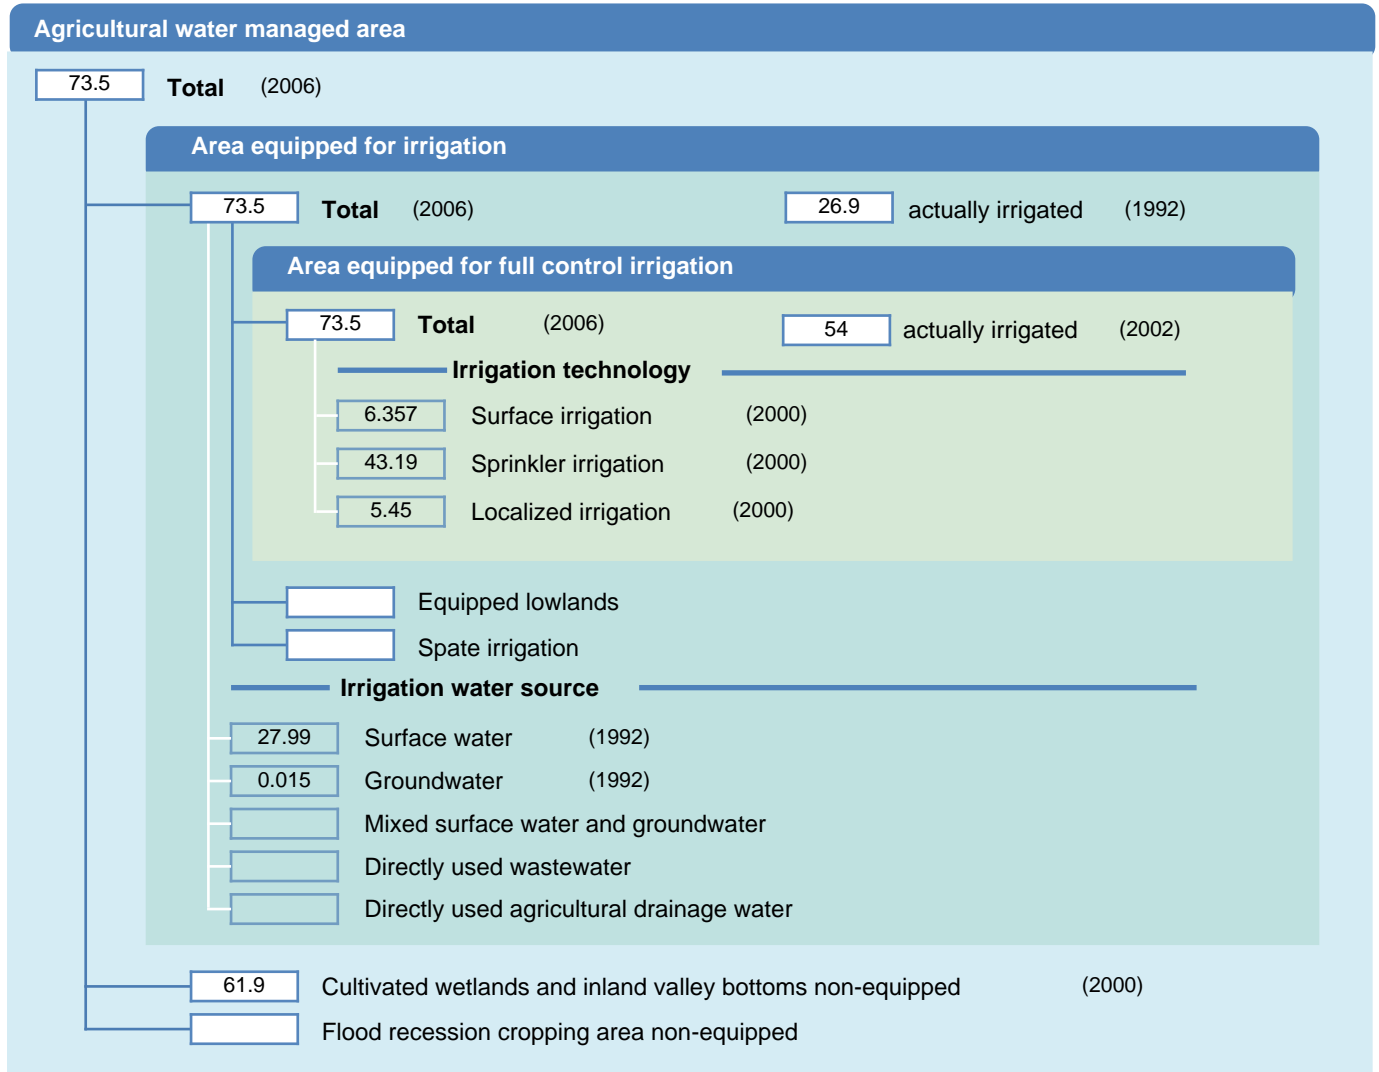 Agricultural water managed area
73.5 Total (2006)
Area equipped for irrigation
73.5 Total (2006) 26.9 actually irrigated (1992)
Area equipped for full control irrigation
73.5 Total (2006) 54 actually irrigated (2002)
Irrigation technology
6.357 Surface irrigation (2000)
43.19 Sprinkler irrigation (2000)
5.45 Localized irrigation (2000)
Equipped lowlands
Spate irrigation
Irrigation water source
27.99 Surface water (1992)
0.015 Groundwater (1992)
Mixed surface water and groundwater
Directly used wastewater
Directly used agricultural drainage water
61.9 Cultivated wetlands and inland valley bottoms non-equipped (2000)
Flood recession cropping area non-equipped